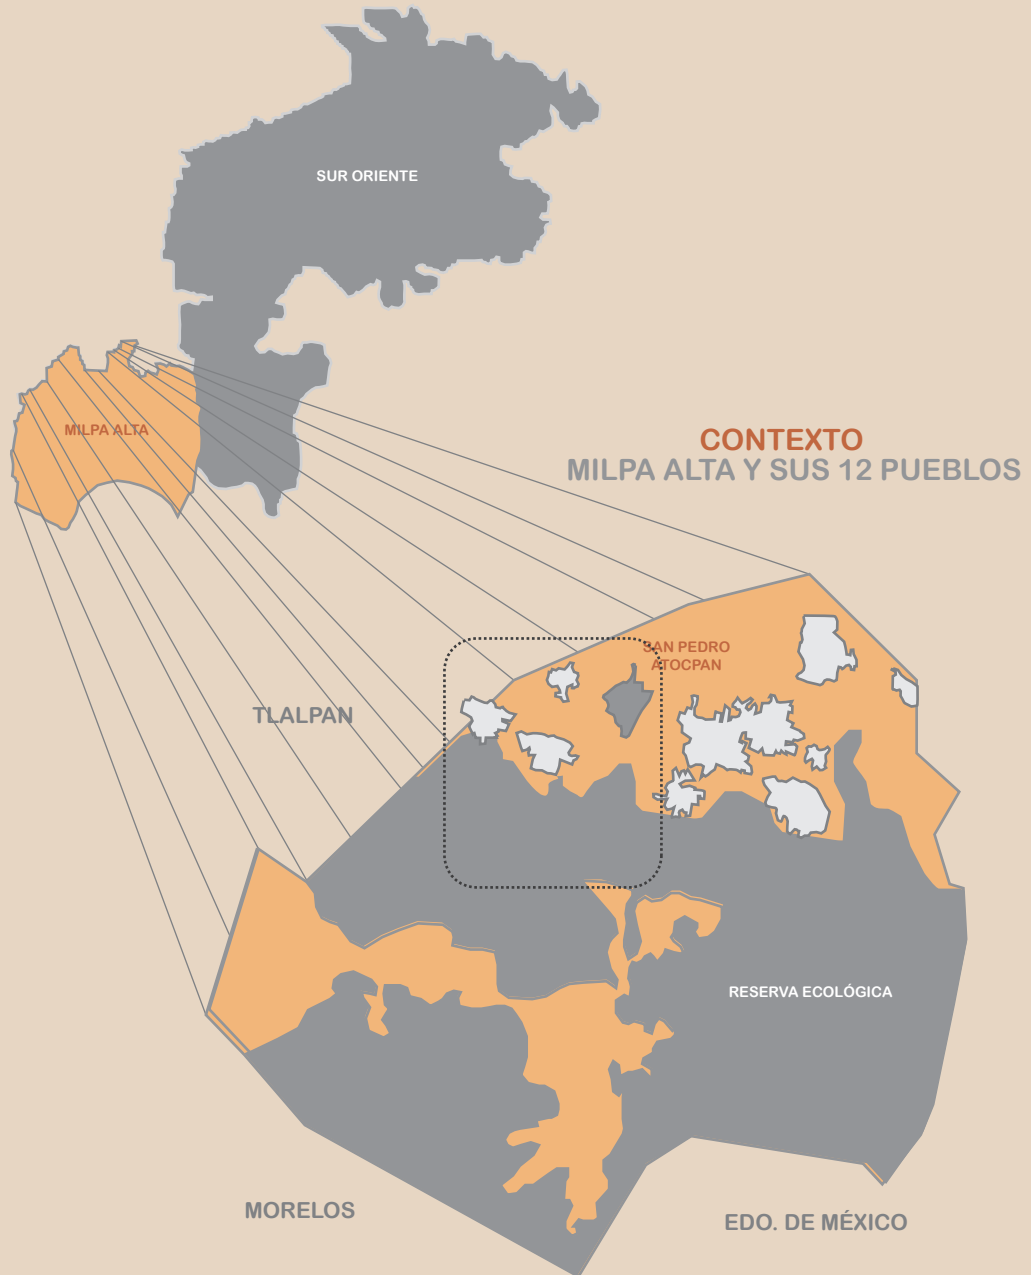 SUR ORIENTE
MILPA ALTA
CONTEXTO
MILPA ALTA Y SUS 12 PUEBLOS
SAN PEDRO
ATOCPAN
TLALPAN
RESERVA ECOLÓGICA
MORELOS
EDO. DE MÉXICO